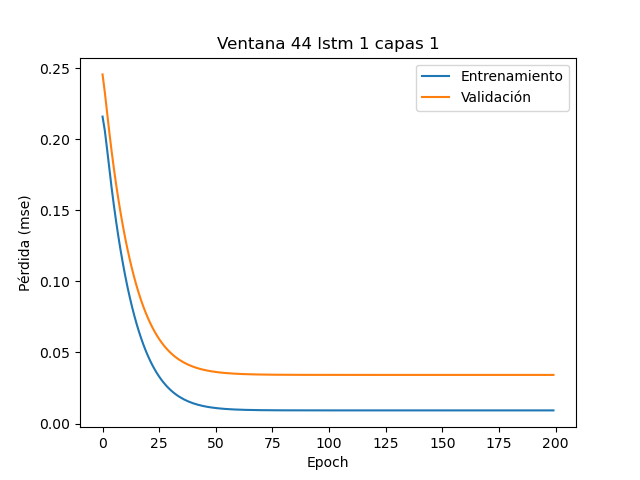 Ventana 44 lstm 1 capas 1
Entrenamiento
Validación
Pérdida (mse)
0.25
0.20
0.15
0.10
0.05
0.00
0 25 50 75 100 125 150 175 200
Epoch